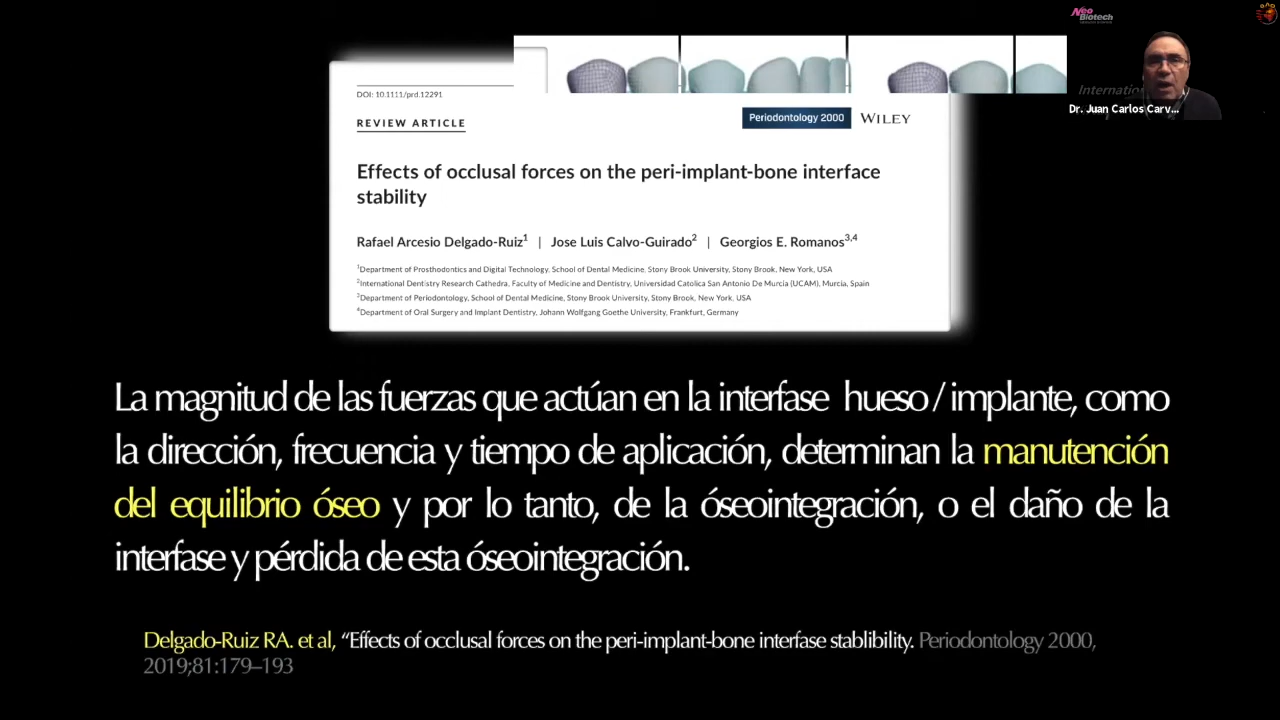 Neo Biotech
Internatio
Dr. Juan Carlos Carv...
DOI: 10.1111/prd.12291
REVIEW ARTICLE
Periodontology 2000 WILEY
Effects of occlusal forces on the peri-implant-bone interface
stability
Rafael Arcesio Delgado-Ruiz1 | Jose Luis Calvo-Guirado2 | Georgios E. Romanos3,4
1Department of Prosthodontics and Digital Technology, School of Dental Medicine, Stony Brook University, Stony Brook, New York, USA
2International Dentistry Research Cathedra, Faculty of Medicine and Dentistry, Universidad Catolica San Antonio De Murcia (UCAM), Murcia, Spain
3Department of Periodontology, School of Dental Medicine, Stony Brook University, Stony Brook, New York, USA
4Department of Oral Surgery and Implant Dentistry, Johann Wolfgang Goethe University, Frankfurt, Germany
La magnitud de las fuerzas que actúan en la interfase hueso / implante, como
la dirección, frecuencia y tiempo de aplicación, determinan la manutención
del equilibrio óseo y por lo tanto, de la óseointegración, o el daño de la
interfase y pérdida de esta óseointegración.
Delgado-Ruiz RA. et al, “Effects of occlusal forces on the peri-implant-bone interfase stablibility. Periodontology 2000,
2019;81:179–193